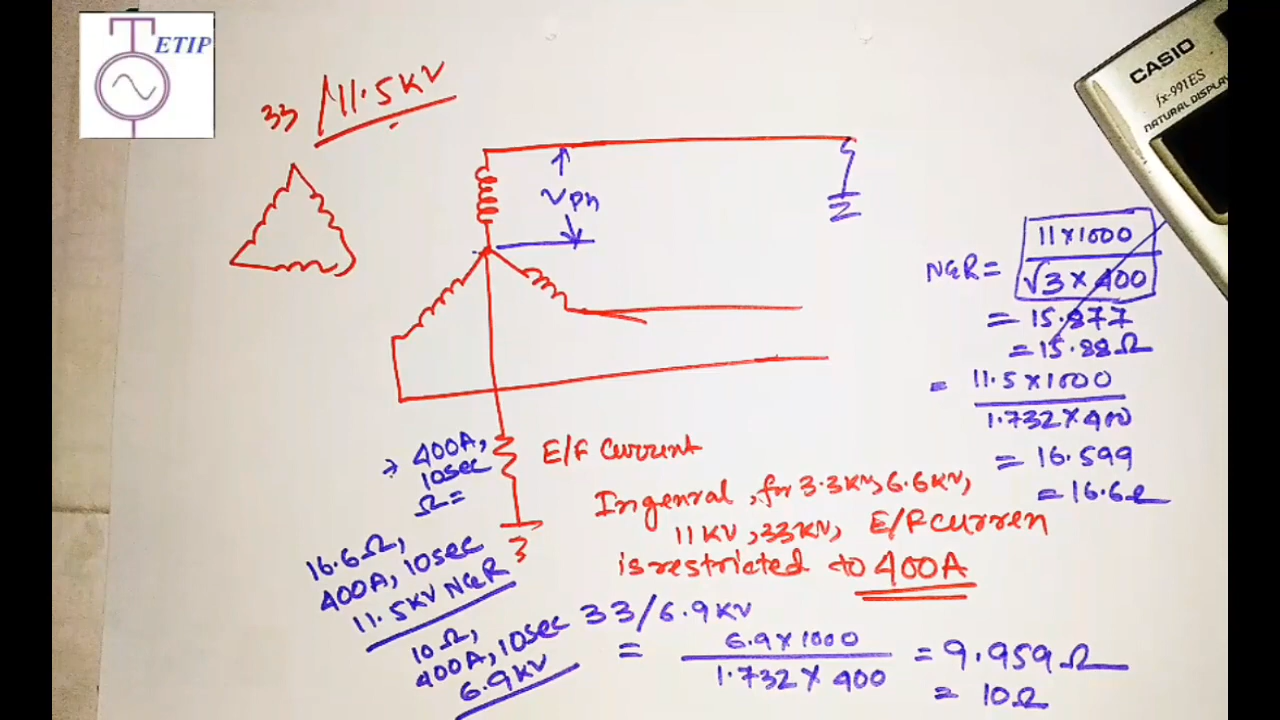 ETIP
CASIO
fx-991ES
NATURAL DISPLAY
33 / 11.5KV
Vph
NGR = 11 X 1000
√3 X 400
= 15.877
= 15.88Ω
= 11.5 X 1000
1.732 X 400
= 16.599
= 16.6Ω
400A,
10sec
Ω =
E/F Current
In genral, for 3.3KV, 6.6KV,
11KV, 33KV, E/F Curren
is restricted to 400A
16.6Ω,
400A, 10sec
11.5KV NGR
10Ω,
400A, 10sec
6.9KV
33/6.9KV
= 6.9 X 1000
1.732 X 400
= 9.959Ω
= 10Ω